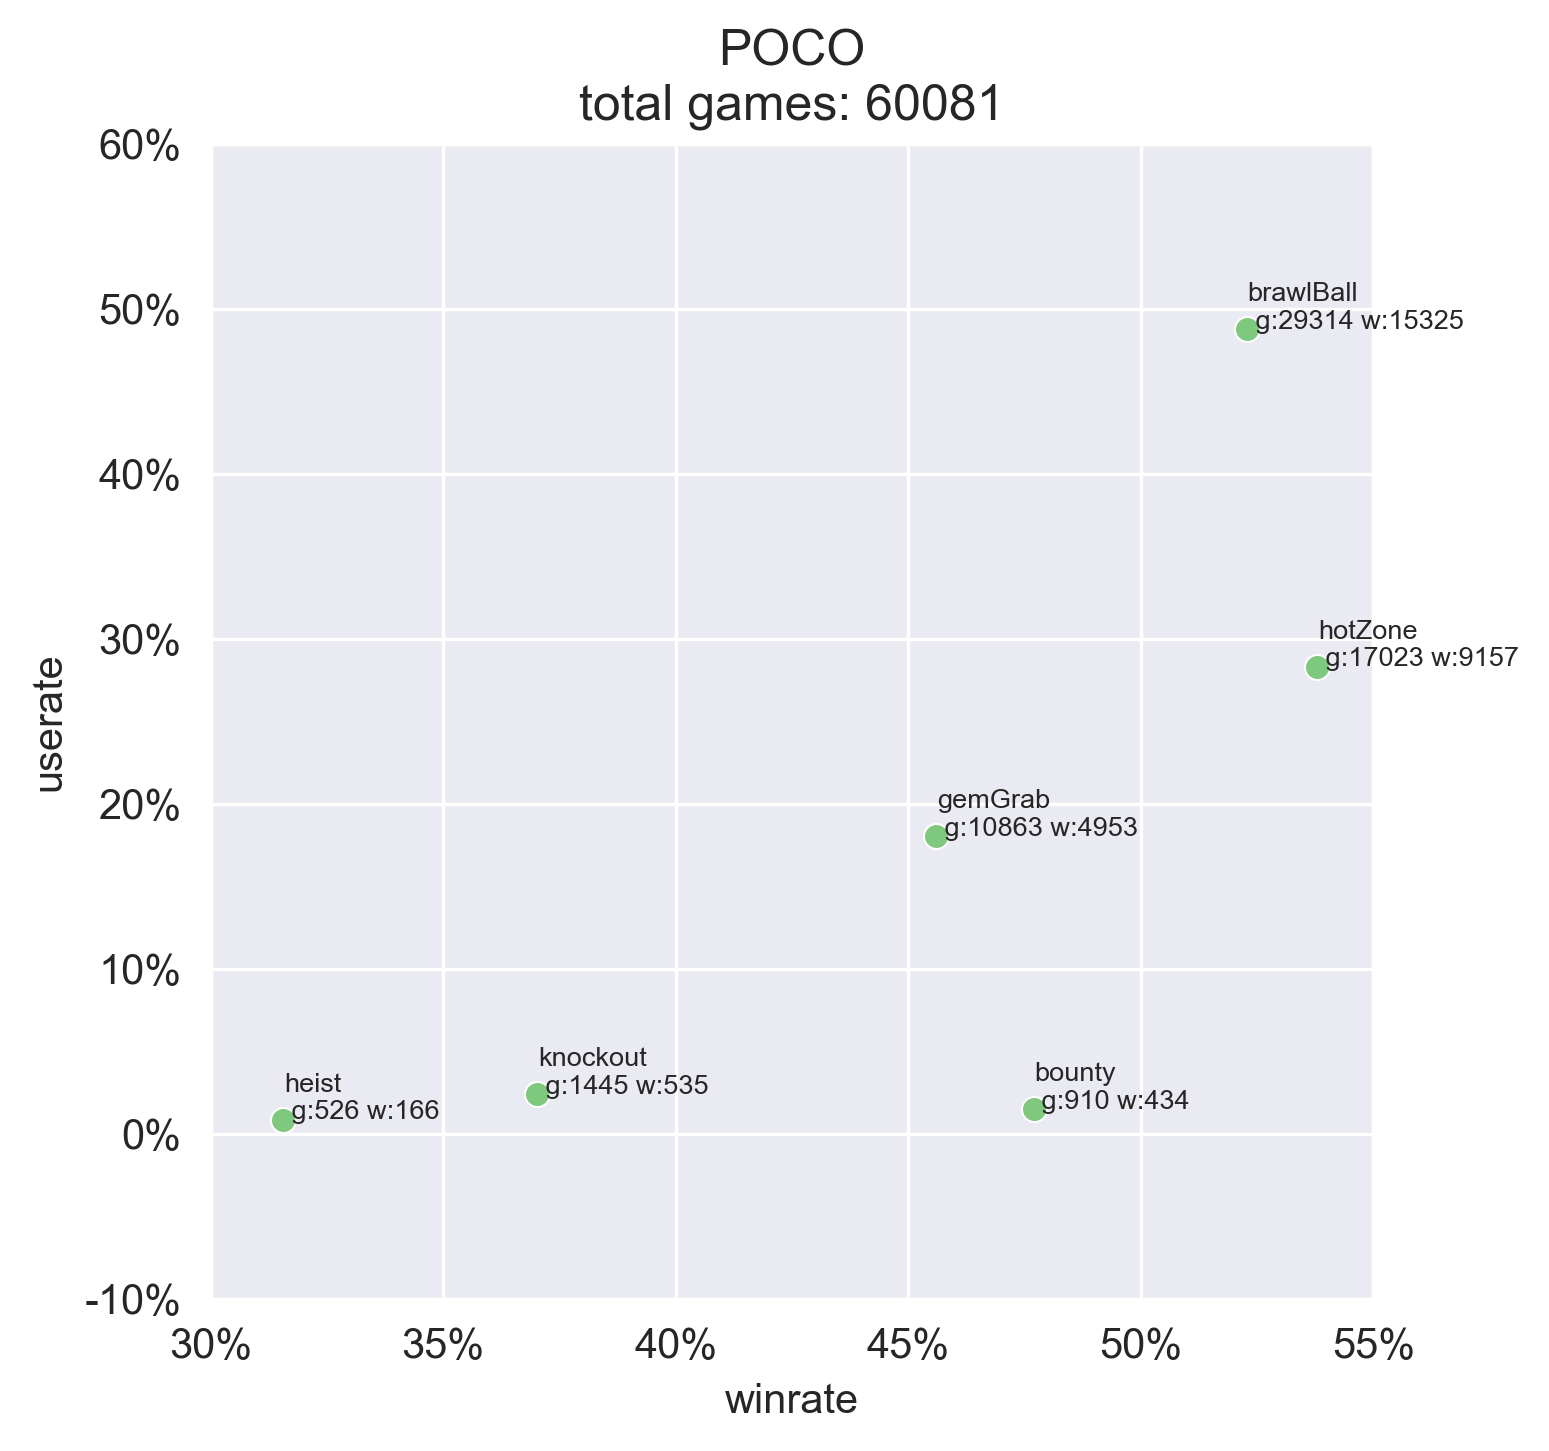 POCO
total games: 60081
60%
50%
40%
30%
20%
10%
0%
-10%
userate
brawlBall
g:29314 w:15325
hotZone
g:17023 w:9157
gemGrab
g:10863 w:4953
knockout
g:1445 w:535
bounty
g:910 w:434
heist
g:526 w:166
30%
35%
40%
45%
50%
55%
winrate